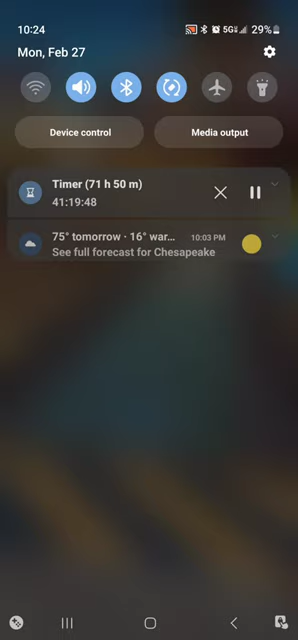 10:24
5G
29%
Mon, Feb 27
Device control
Media output
Timer (71 h 50 m)
41:19:48
75° tomorrow · 16° war... 10:03 PM
See full forecast for Chesapeake